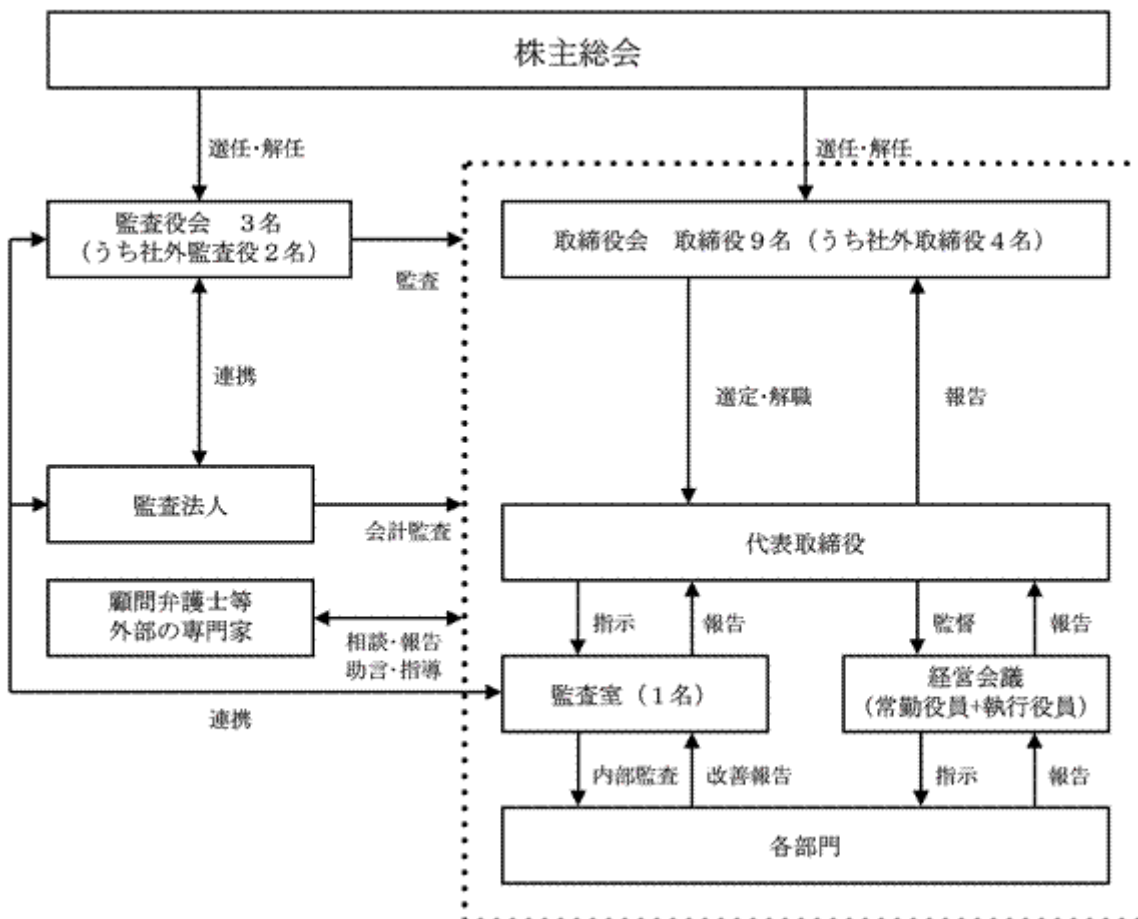 株主総会
選任・解任
選任・解任
監査役会　３名
（うち社外監査役２名）
監査
取締役会　取締役９名（うち社外取締役４名）
連携
選定・解職
報告
監査法人
会計監査
代表取締役
顧問弁護士等
外部の専門家
相談・報告
助言・指導
指示
報告
監督
報告
監査室（１名）
経営会議
（常勤役員+執行役員）
連携
内部監査
改善報告
指示
報告
各部門